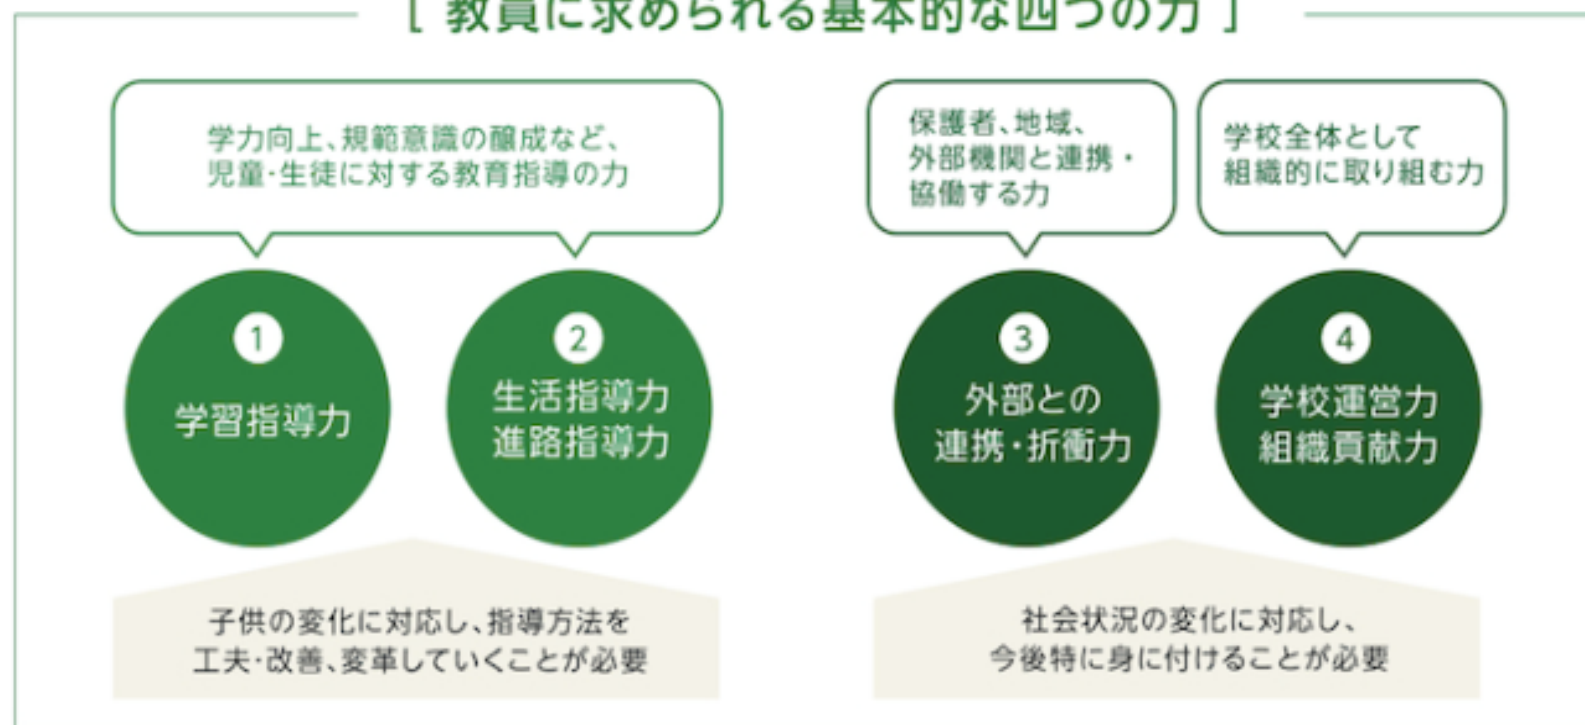 [ 教員に求められる基本的な四つの力 ]
学力向上、規範意識の醸成など、
児童・生徒に対する教育指導の力
保護者、地域、
外部機関と連携・
協働する力
学校全体として
組織的に取り組む力
1
学習指導力
2
生活指導力
進路指導力
3
外部との
連携・折衝力
4
学校運営力
組織貢献力
子供の変化に対応し、指導方法を
工夫・改善、変革していくことが必要
社会状況の変化に対応し、
今後特に身に付けることが必要